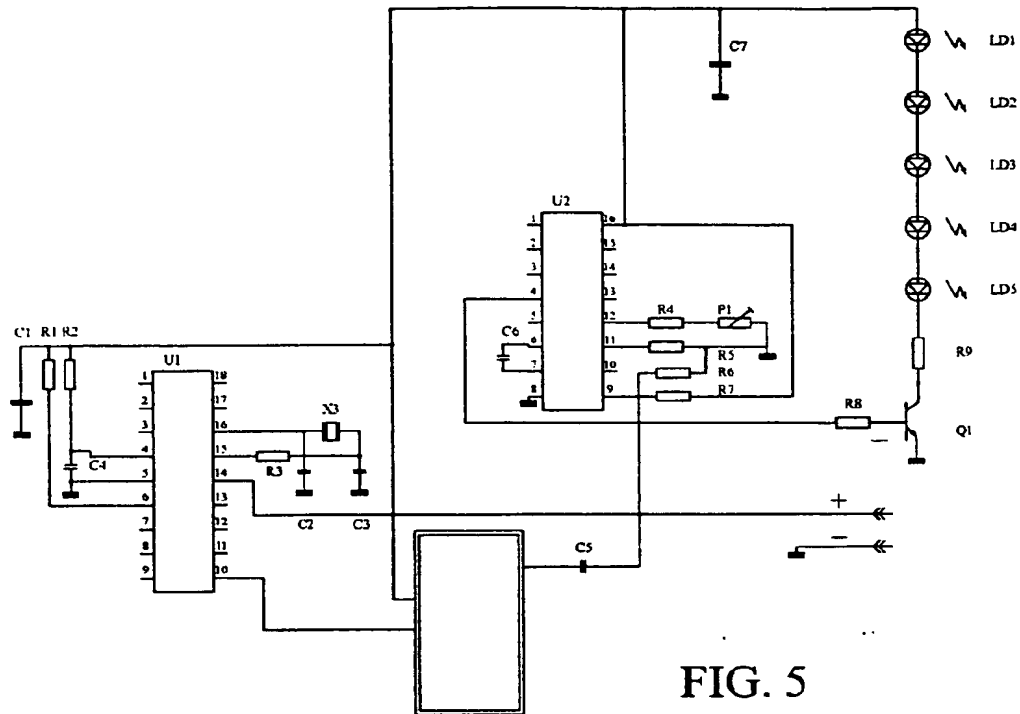 C7
LD1
LD2
LD3
LD4
LD5
U2
1 16
2 15
3 14
4 13
5 12 R4 P1
C6 6 11 R5
7 10 R6
8 9 R7
C1 R1 R2
R9
U1
1 18
2 17
3 16 X3
R8
Q1
4 15 R3
C4
5 14
6 13 C2 C3
7 12
8 11
9 10
+
−
−
C5
FIG. 5